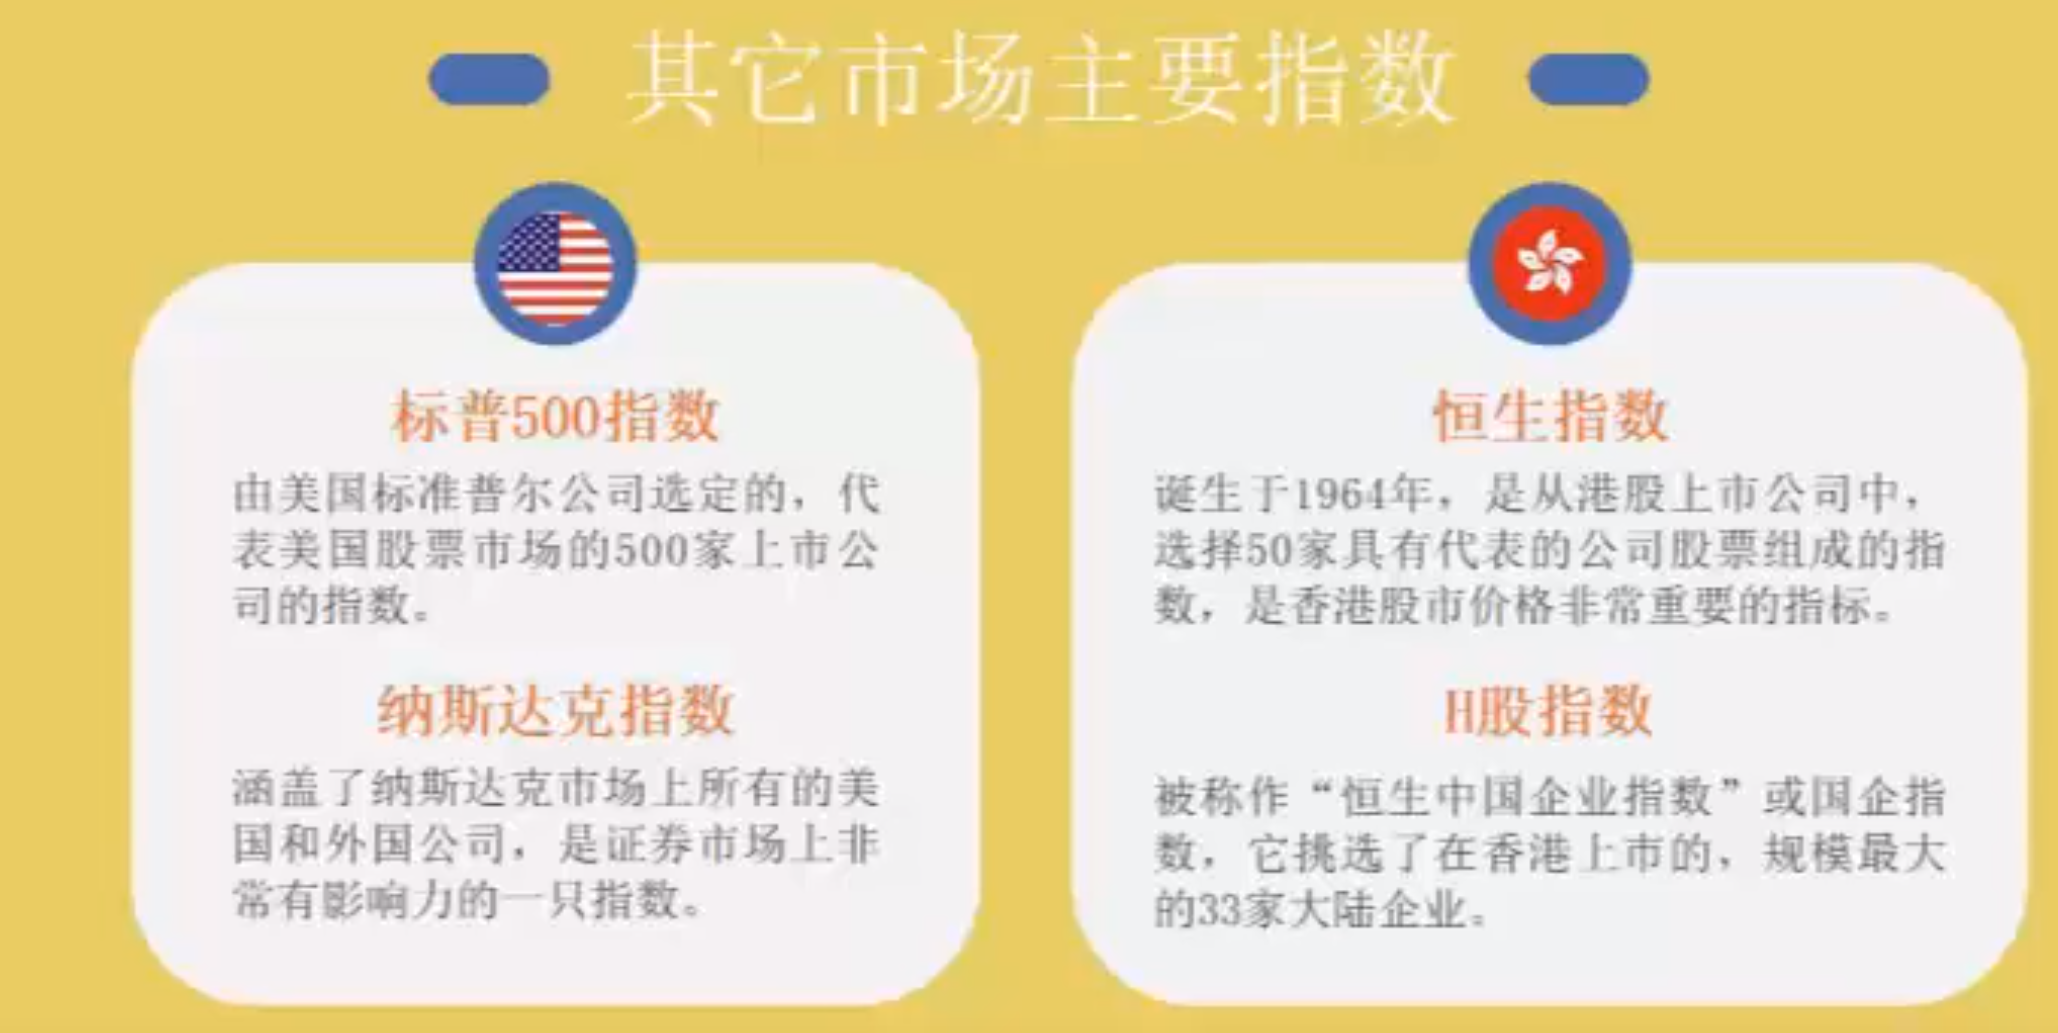 其它市场主要指数
标普500指数
由美国标准普尔公司选定的，代
表美国股票市场的500家上市公
司的指数。
纳斯达克指数
涵盖了纳斯达克市场上所有的美
国和外国公司，是证券市场上非
常有影响力的一只指数。
恒生指数
诞生于1964年，是从港股上市公司中，
选择50家具有代表的公司股票组成的指
数，是香港股市价格非常重要的指标。
H股指数
被称作“恒生中国企业指数”或国企指
数，它挑选了在香港上市的，规模最大
的33家大陆企业。